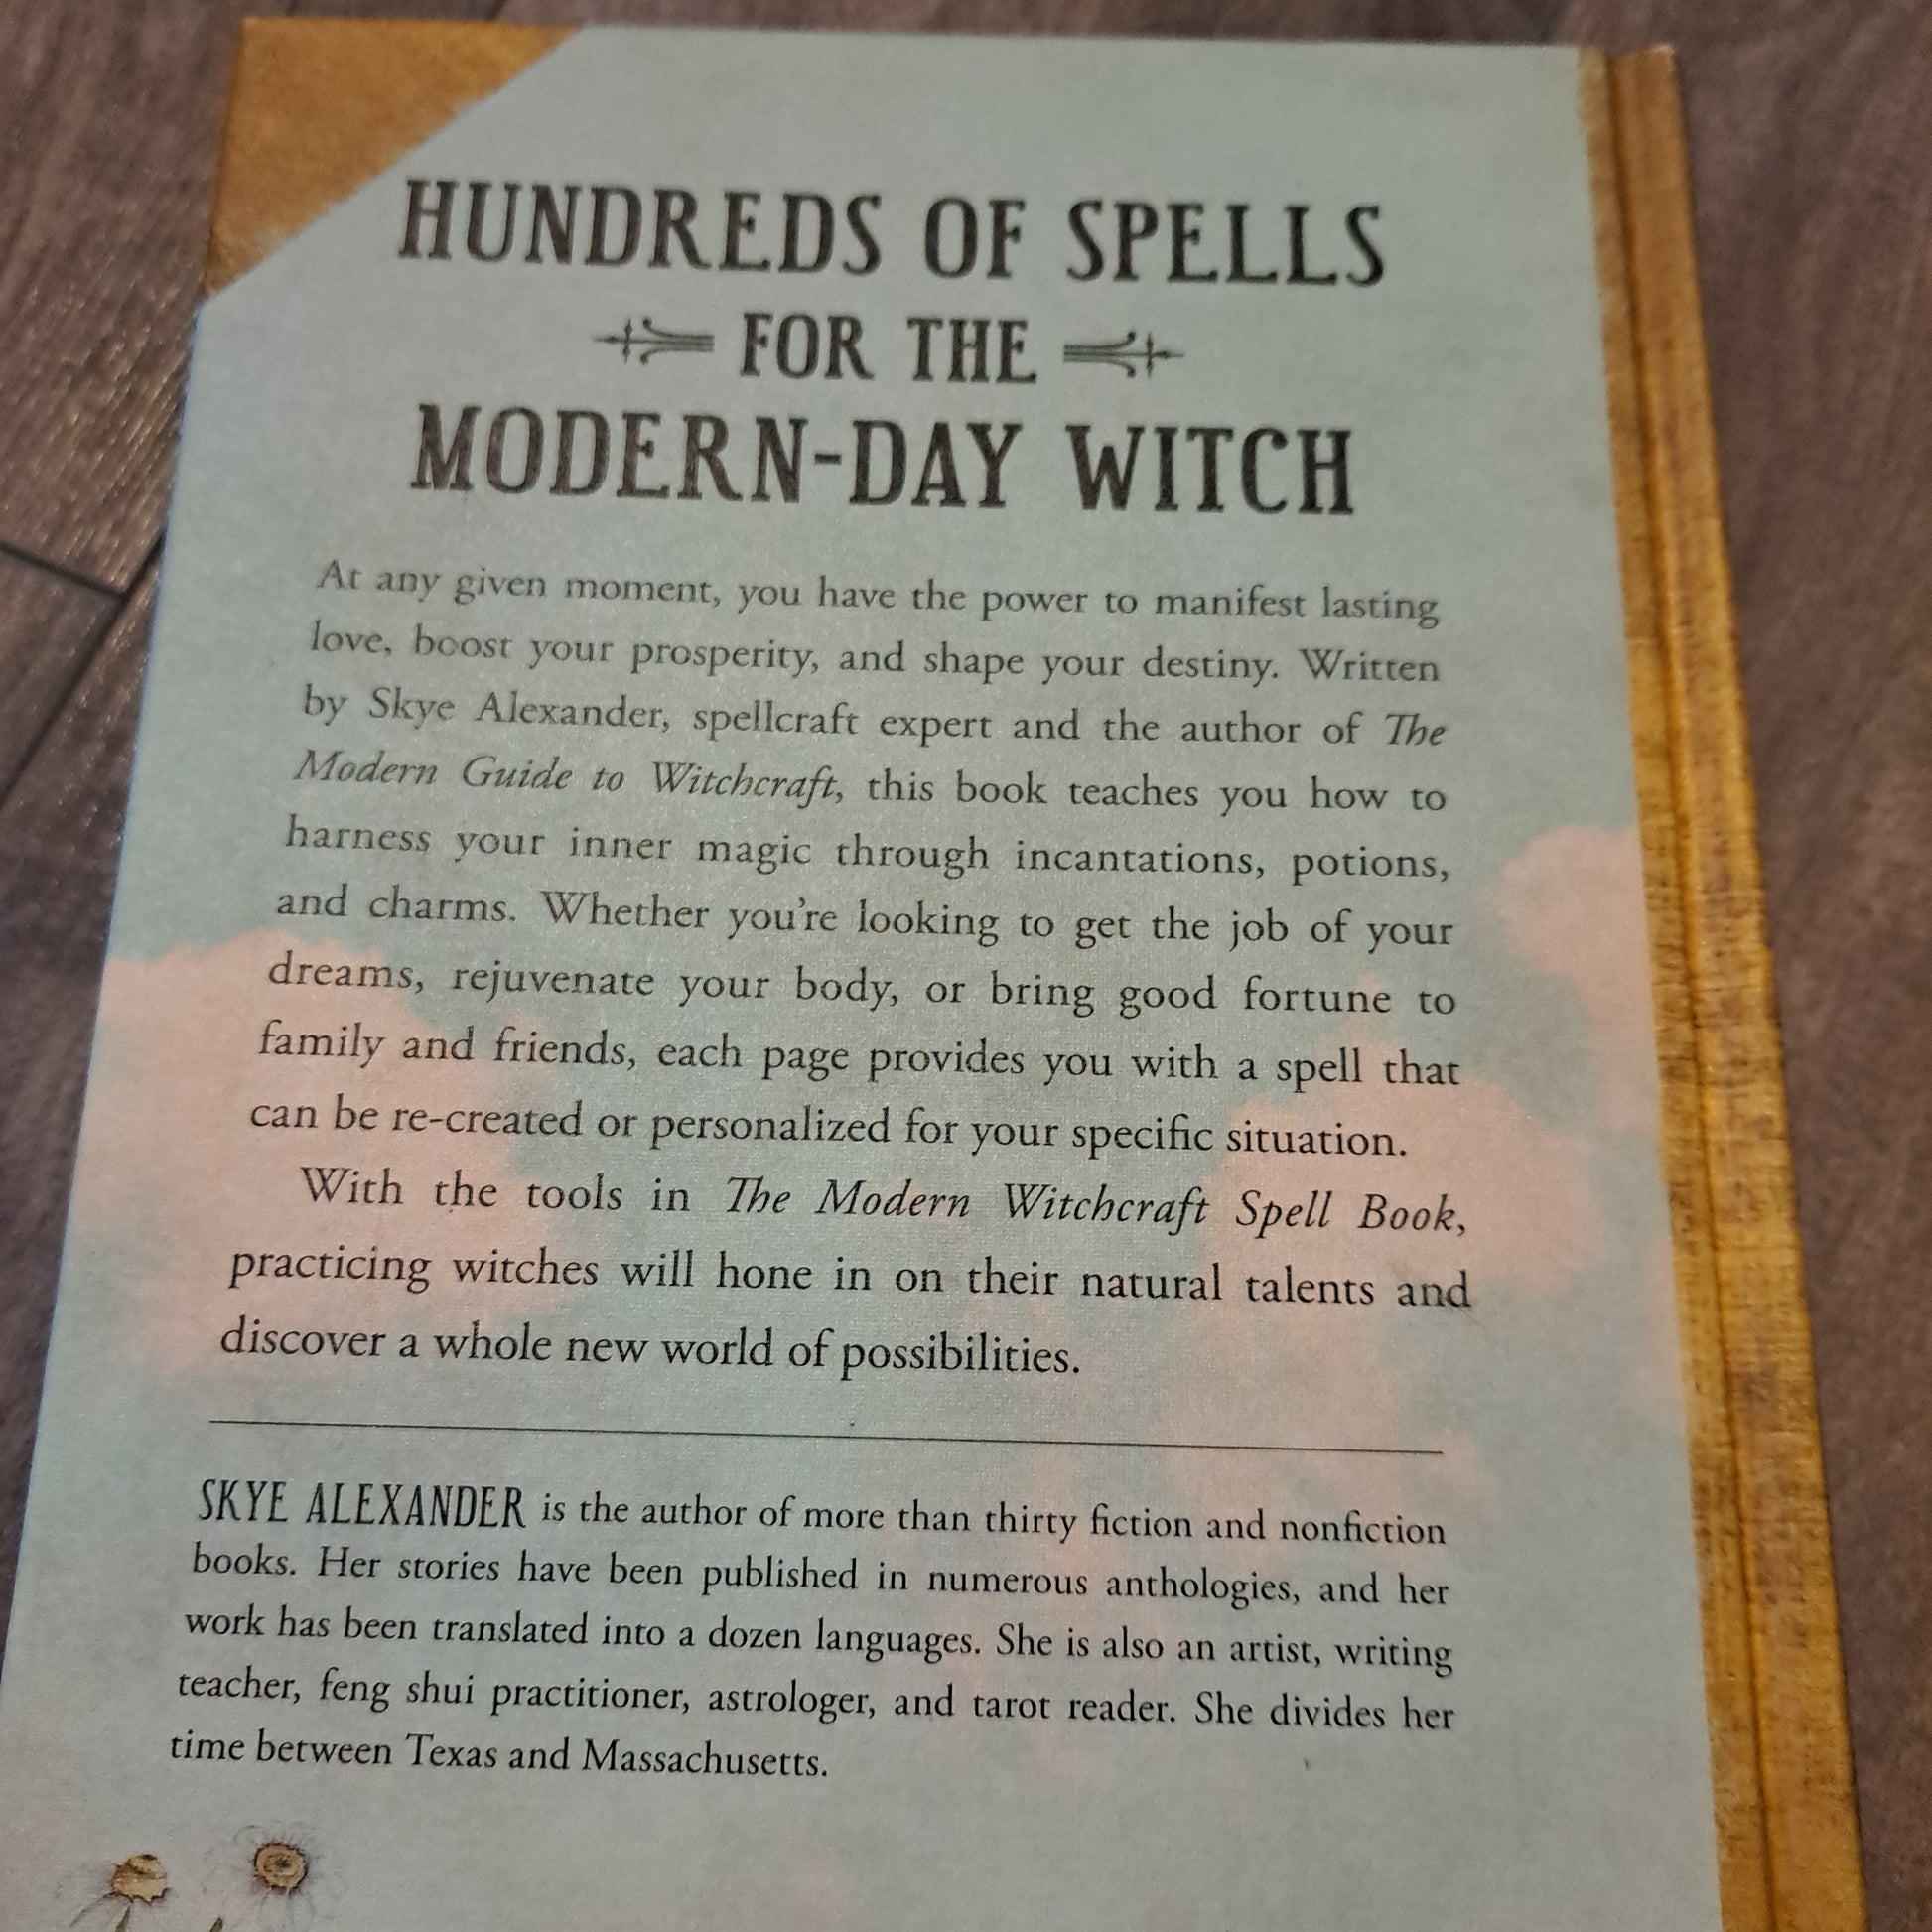 HUNDREDS OF SPELLS
FOR THE
MODERN-DAY WITCH
At any given moment, you have the power to manifest lasting
love, boost your prosperity, and shape your destiny. Written
by Skye Alexander, spellcraft expert and the author of The
Modern Guide to Witchcraft, this book teaches you how to
harness your inner magic through incantations, potions,
and charms. Whether you're looking to get the job of your
dreams, rejuvenate your body, or bring good fortune to
family and friends, each page provides you with a spell that
can be re-created or personalized for your specific situation.
With the tools in The Modern Witchcraft Spell Book,
practicing witches will hone in on their natural talents and
discover a whole new world of possibilities.
SKYE ALEXANDER is the author of more than thirty fiction and nonfiction
books. Her stories have been published in numerous anthologies, and her
work has been translated into a dozen languages. She is also an artist, writing
teacher, feng shui practitioner, astrologer, and tarot reader. She divides her
time between Texas and Massachusetts.